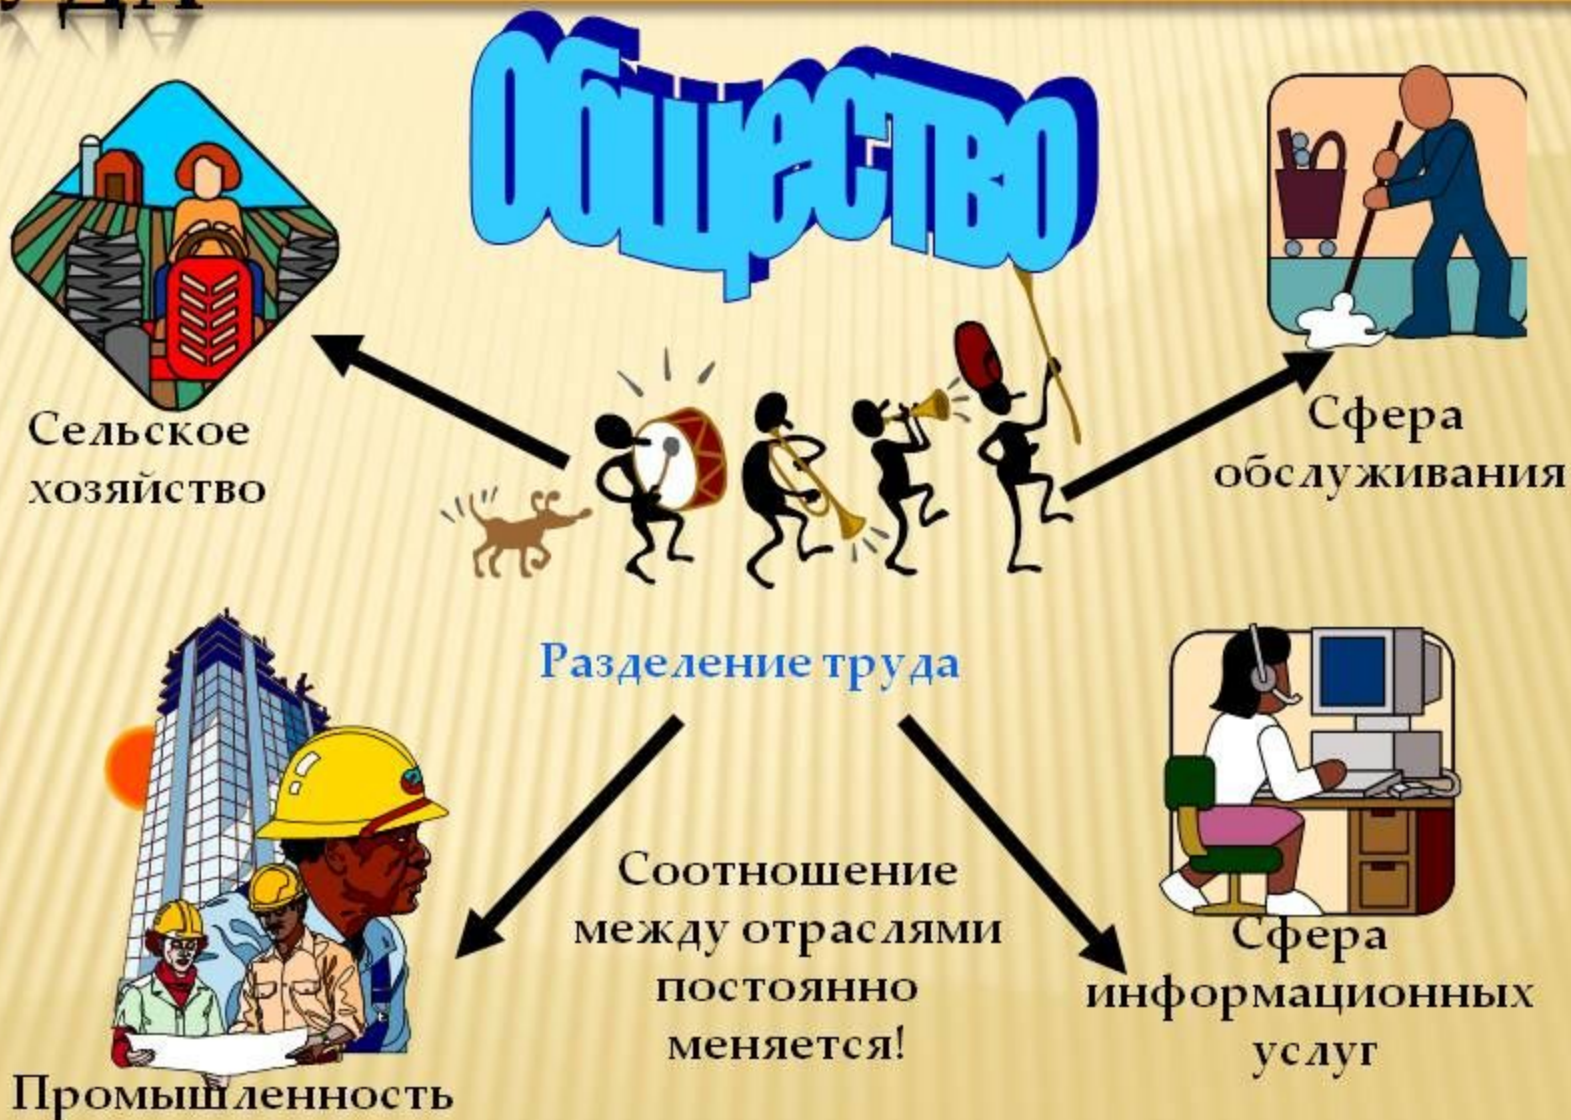 Общество
Сельское
хозяйство
Сфера
обслуживания
Разделение труда
Соотношение
между отраслями
постоянно
меняется!
Промышленность
Сфера
информационных
услуг